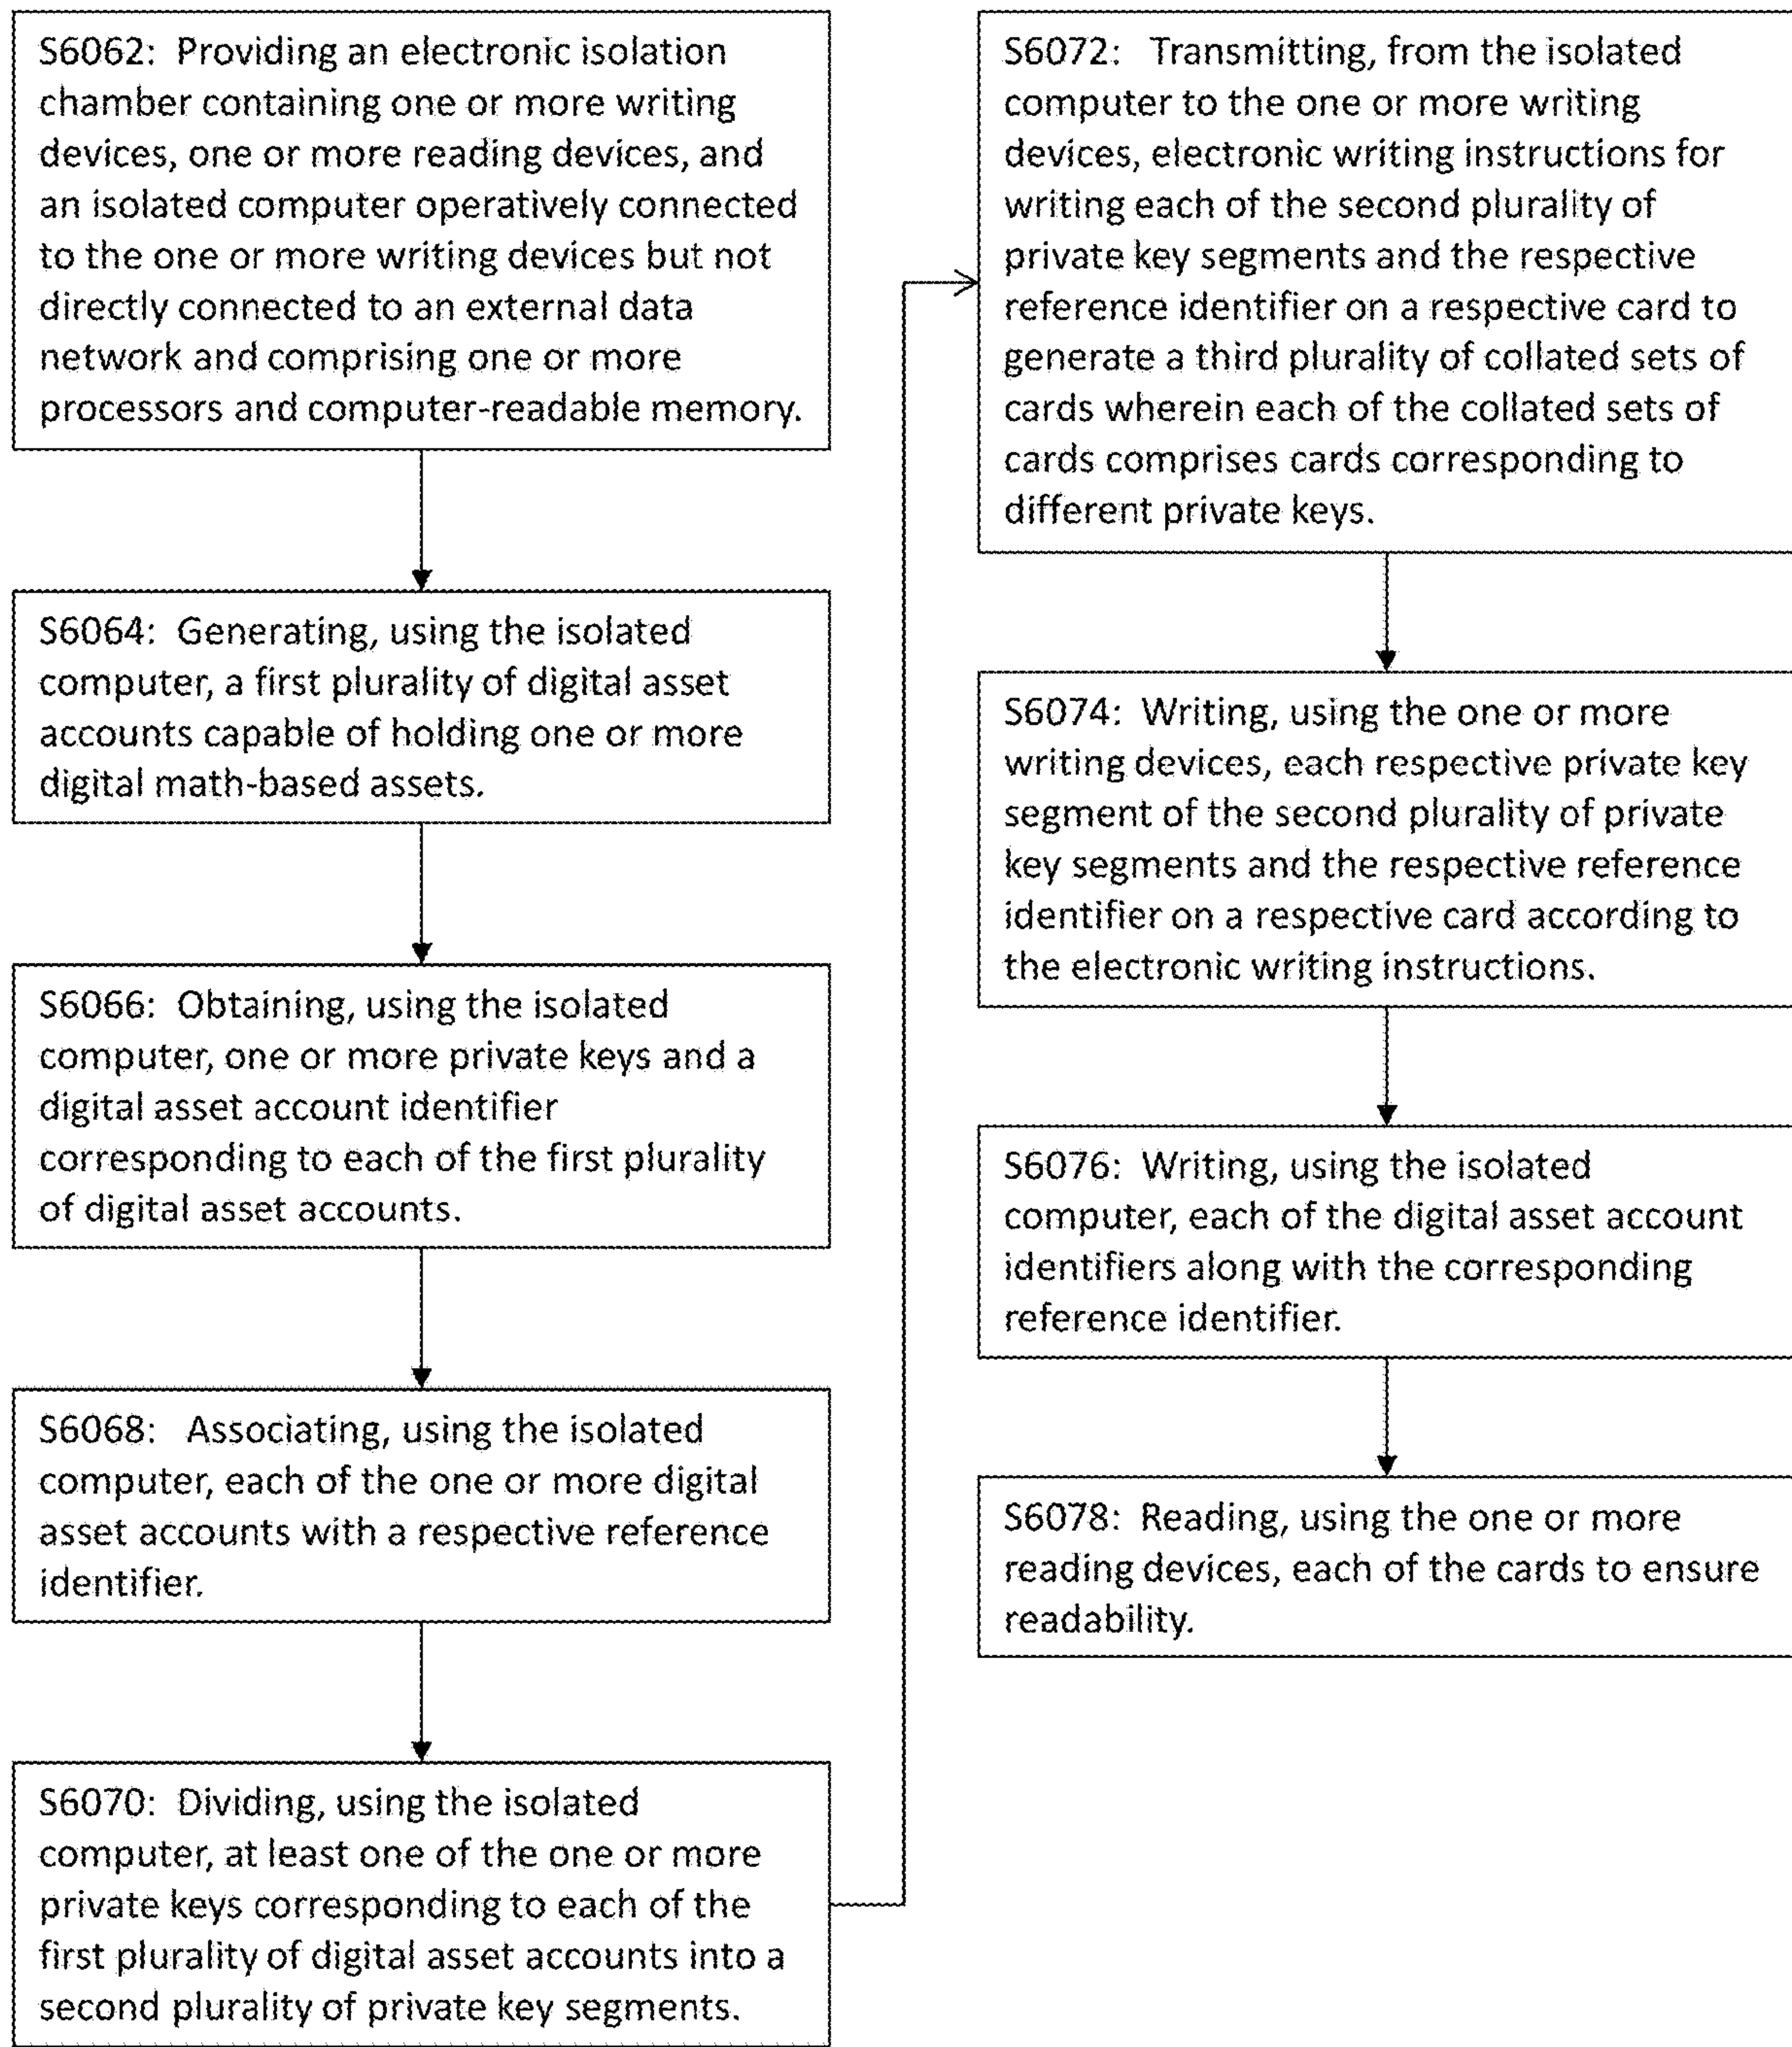 S6062: Providing an electronic isolation
chamber containing one or more writing
devices, one or more reading devices, and
an isolated computer operatively connected
to the one or more writing devices but not
directly connected to an external data
network and comprising one or more
processors and computer-readable memory.
S6064: Generating, using the isolated
computer, a first plurality of digital asset
accounts capable of holding one or more
digital math-based assets.
S6066: Obtaining, using the isolated
computer, one or more private keys and a
digital asset account identifier
corresponding to each of the first plurality
of digital asset accounts.
S6068: Associating, using the isolated
computer, each of the one or more digital
asset accounts with a respective reference
identifier.
S6070: Dividing, using the isolated
computer, at least one of the one or more
private keys corresponding to each of the
first plurality of digital asset accounts into a
second plurality of private key segments.
S6072: Transmitting, from the isolated
computer to the one or more writing
devices, electronic writing instructions for
writing each of the second plurality of
private key segments and the respective
reference identifier on a respective card to
generate a third plurality of collated sets of
cards wherein each of the collated sets of
cards comprises cards corresponding to
different private keys.
S6074: Writing, using the one or more
writing devices, each respective private key
segment of the second plurality of private
key segments and the respective reference
identifier on a respective card according to
the electronic writing instructions.
S6076: Writing, using the isolated
computer, each of the digital asset account
identifiers along with the corresponding
reference identifier.
S6078: Reading, using the one or more
reading devices, each of the cards to ensure
readability.